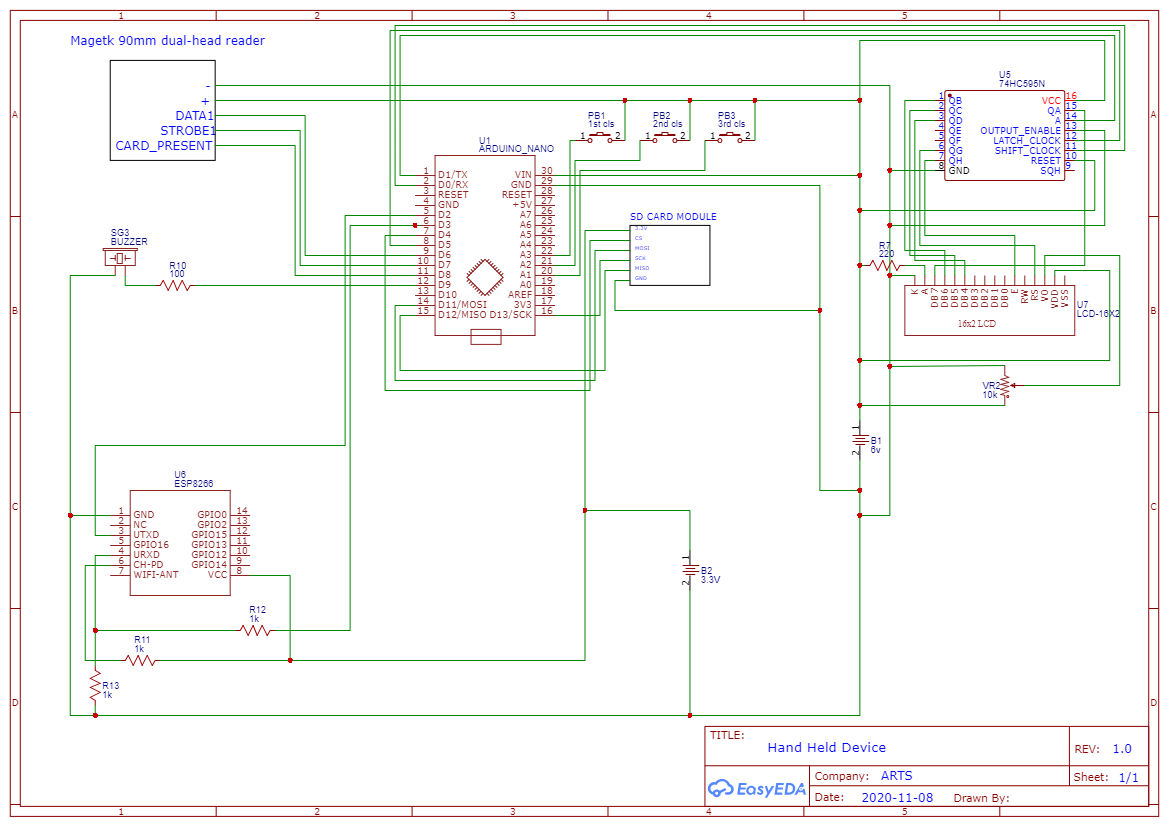 1 2 3 4 5
Magetk 90mm dual-head reader
-
+
DATA1
STROBE1
CARD_PRESENT
A
B
C
D
PB1
1st cls
1 2
PB2
2nd cls
1 2
PB3
3rd cls
1 2
U5
74HC595N
1 QB
2 QC
3 QD
4 QE
5 QF
6 QG
7 QH
8 GND
VCC 16
QA 15
A 14
OUTPUT_ENABLE 13
LATCH_CLOCK 12
SHIFT_CLOCK 11
RESET 10
SQH 9
U1
ARDUINO_NANO
1 D1/TX VIN 30
2 D0/RX GND 29
3 RESET RESET 28
4 GND +5V 27
5 D2 A7 26
6 D3 A6 25
7 D4 A5 24
8 D5 A4 23
9 D6 A3 22
10 D7 A2 21
11 D8 A1 20
12 D9 A0 19
13 D10 AREF 18
14 D11/MOSI 3V3 17
15 D12/MISO D13/SCK 16
SD CARD MODULE
3.3V
CS
MOSI
SCK
MISO
GND
SG3
BUZZER
R10
100
R7
220
K A DB7 DB6 DB5 DB4 DB3 DB2 DB1 DB0 E RW RS VO VDD VSS
16x2 LCD
U7
LCD-16X2
VR2
10k
1
2
B1
6v
U6
ESP8266
1 GND GPIO0 14
2 NC GPIO2 13
3 UTXD GPIO15 12
5 GPIO16 GPIO13 11
4 URXD GPIO12 10
6 CH-PD GPIO14 9
7 WIFI-ANT VCC 8
1
2
B2
3.3V
R12
1k
R11
1k
R13
1k
A
B
C
D
TITLE:
Hand Held Device
REV: 1.0
EasyEDA
Company: ARTS
Sheet: 1/1
Date: 2020-11-08 Drawn By:
1 2 3 4 5